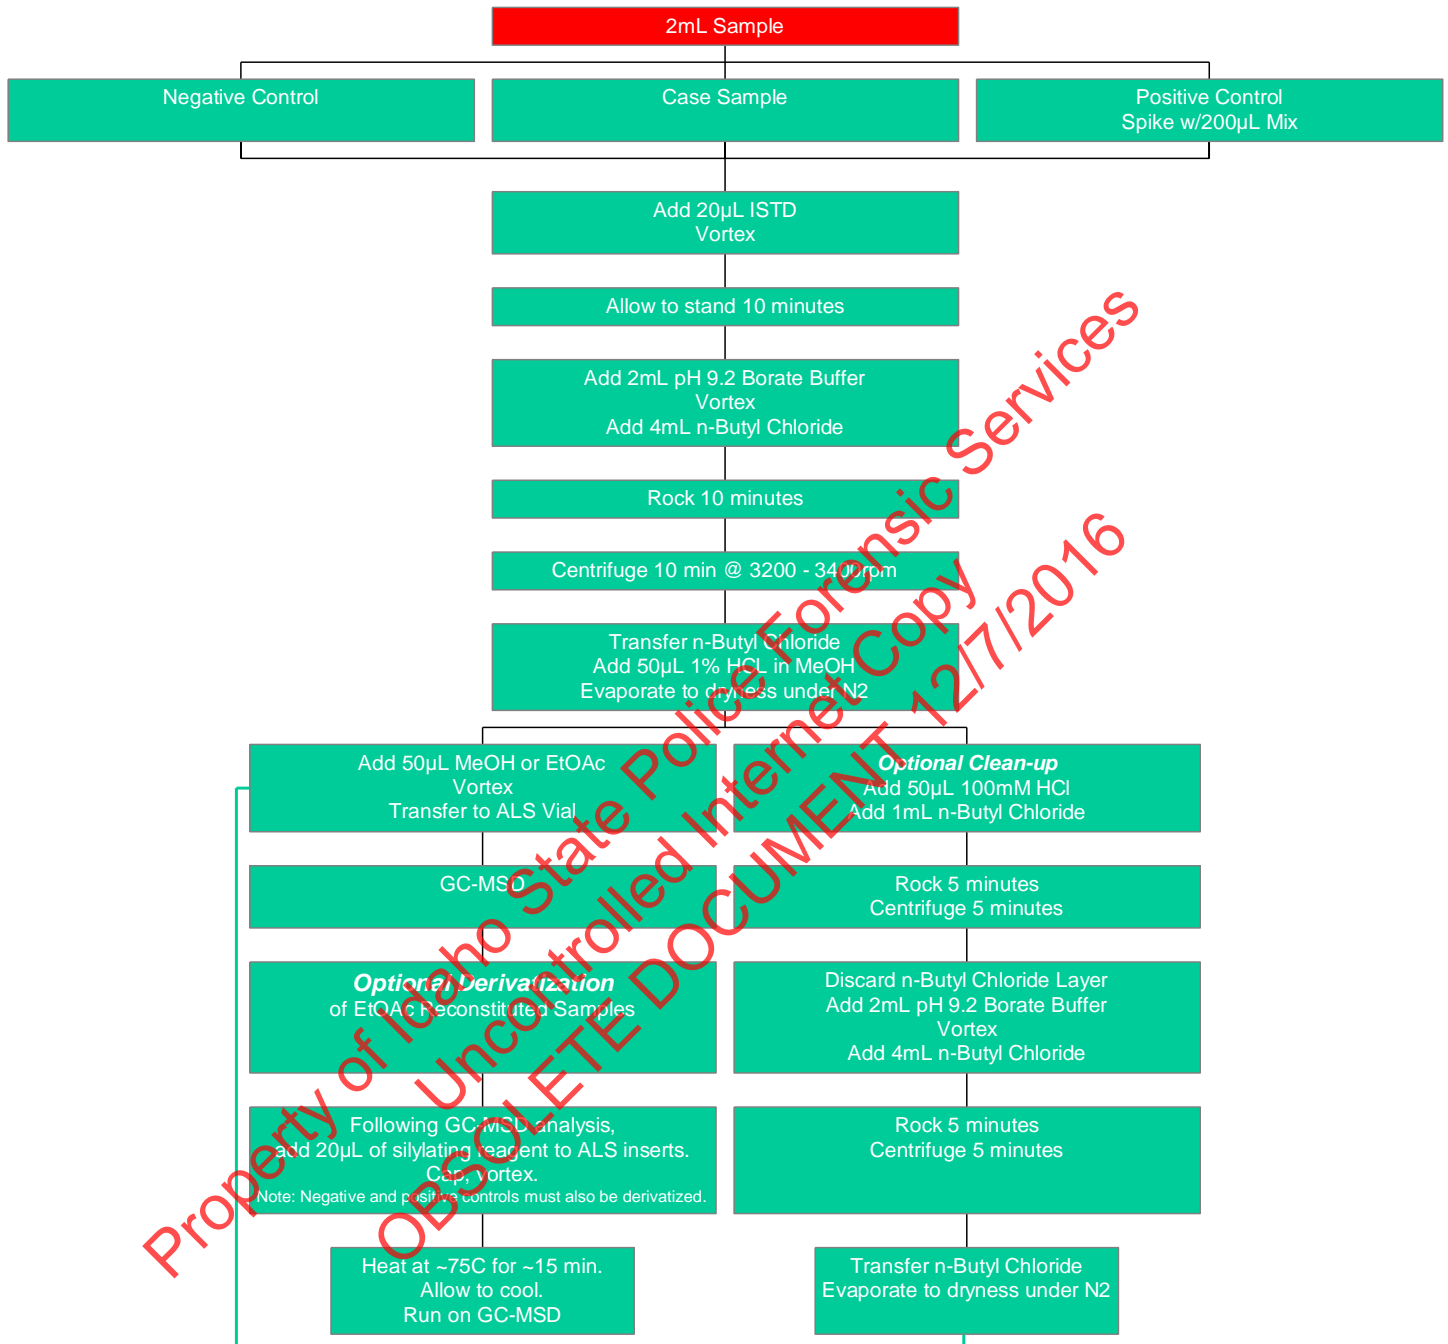 2mL Sample
Negative Control
Case Sample
Positive Control
Spike w/200µL Mix
Add 20µL ISTD
Vortex
Allow to stand 10 minutes
Add 2mL pH 9.2 Borate Buffer
Vortex
Add 4mL n-Butyl Chloride
Rock 10 minutes
Centrifuge 10 min @ 3200 - 3400rpm
Transfer n-Butyl Chloride
Add 50µL 1% HCL in MeOH
Evaporate to dryness under N2
Add 50µL MeOH or EtOAc
Vortex
Transfer to ALS Vial
GC-MSD
Optional Derivatization
of EtOAc Reconstituted Samples
Following GC-MSD analysis,
add 20µL of silylating reagent to ALS inserts.
Cap, vortex.
Note: Negative and positive controls must also be derivatized.
Heat at ~75C for ~15 min.
Allow to cool.
Run on GC-MSD
Optional Clean-up
Add 50µL 100mM HCl
Add 1mL n-Butyl Chloride
Rock 5 minutes
Centrifuge 5 minutes
Discard n-Butyl Chloride Layer
Add 2mL pH 9.2 Borate Buffer
Vortex
Add 4mL n-Butyl Chloride
Rock 5 minutes
Centrifuge 5 minutes
Transfer n-Butyl Chloride
Evaporate to dryness under N2
Property of Idaho State Police Forensic Services
Uncontrolled Internet Copy
OBSOLETE DOCUMENT 12/7/2016